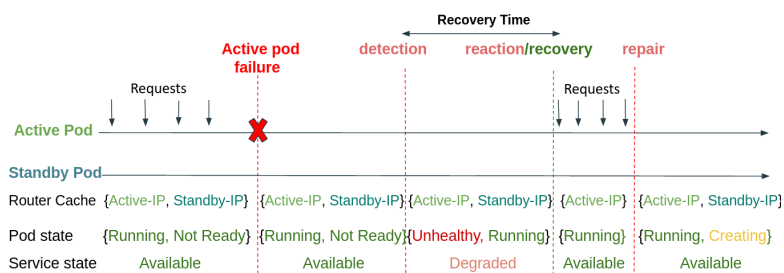 Recovery Time
Active pod
failure
detection
reaction/recovery
repair
Requests
Requests
Active Pod
Standby Pod
Router Cache {Active-IP, Standby-IP} {Active-IP, Standby-IP} {Active-IP, Standby-IP} {Active-IP} {Active-IP, Standby-IP}
Pod state {Running, Not Ready} {Running, Not Ready} {Unhealthy, Running} {Running} {Running, Creating}
Service state Available Available Degraded Available Available